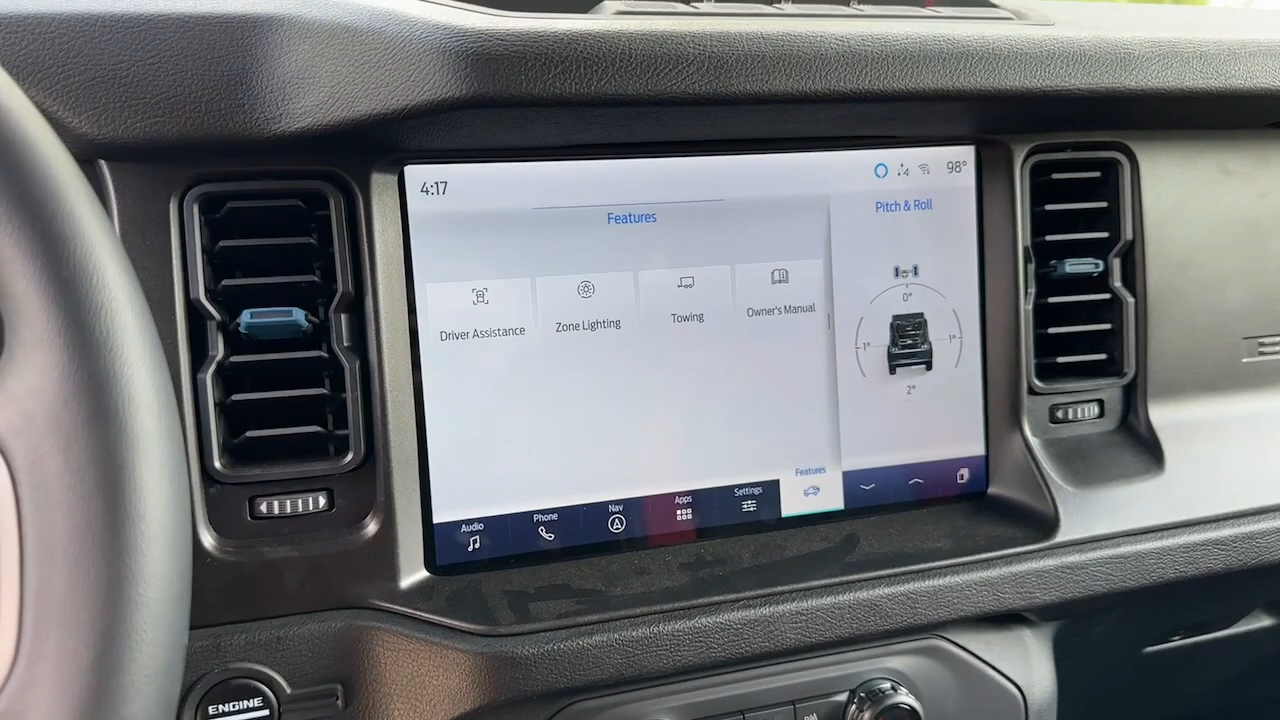 4:17
98°
Features
Pitch & Roll
Driver Assistance
Zone Lighting
Towing
Owner's Manual
0°
1°
1°
2°
Audio
Phone
Nav
Apps
Settings
Features
ENGINE